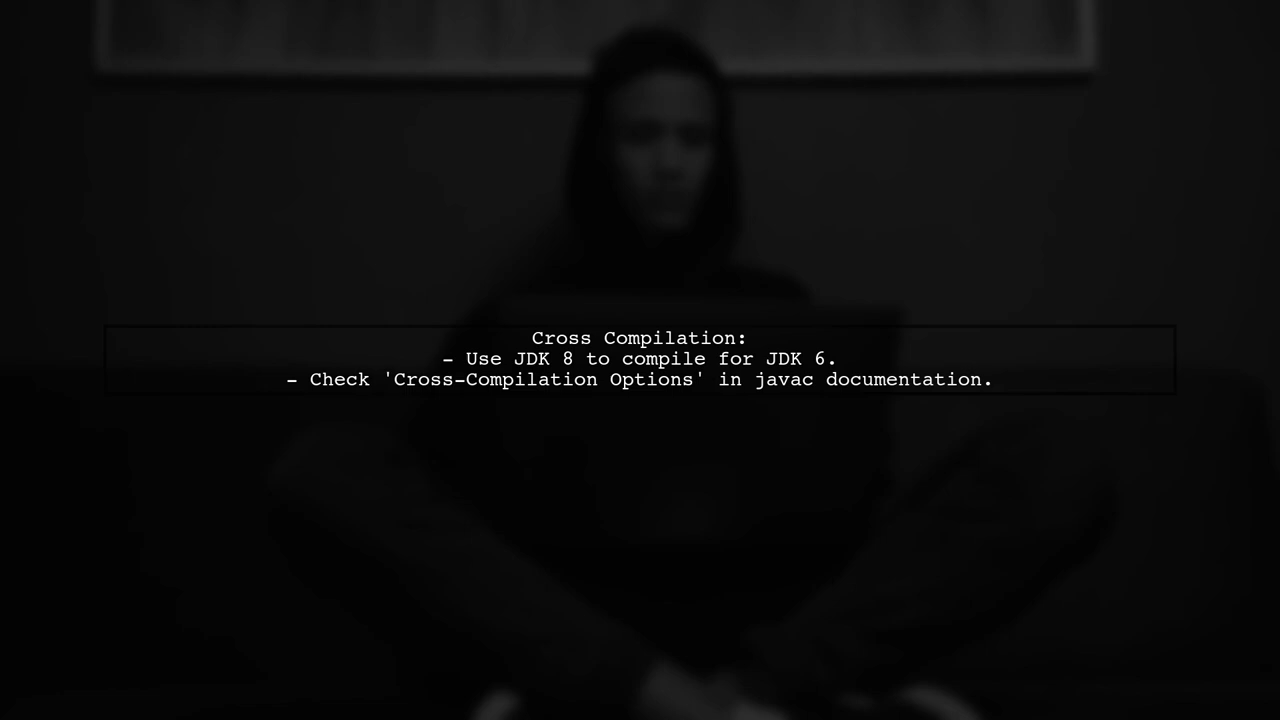 Cross Compilation:
- Use JDK 8 to compile for JDK 6.
- Check 'Cross-Compilation Options' in javac documentation.